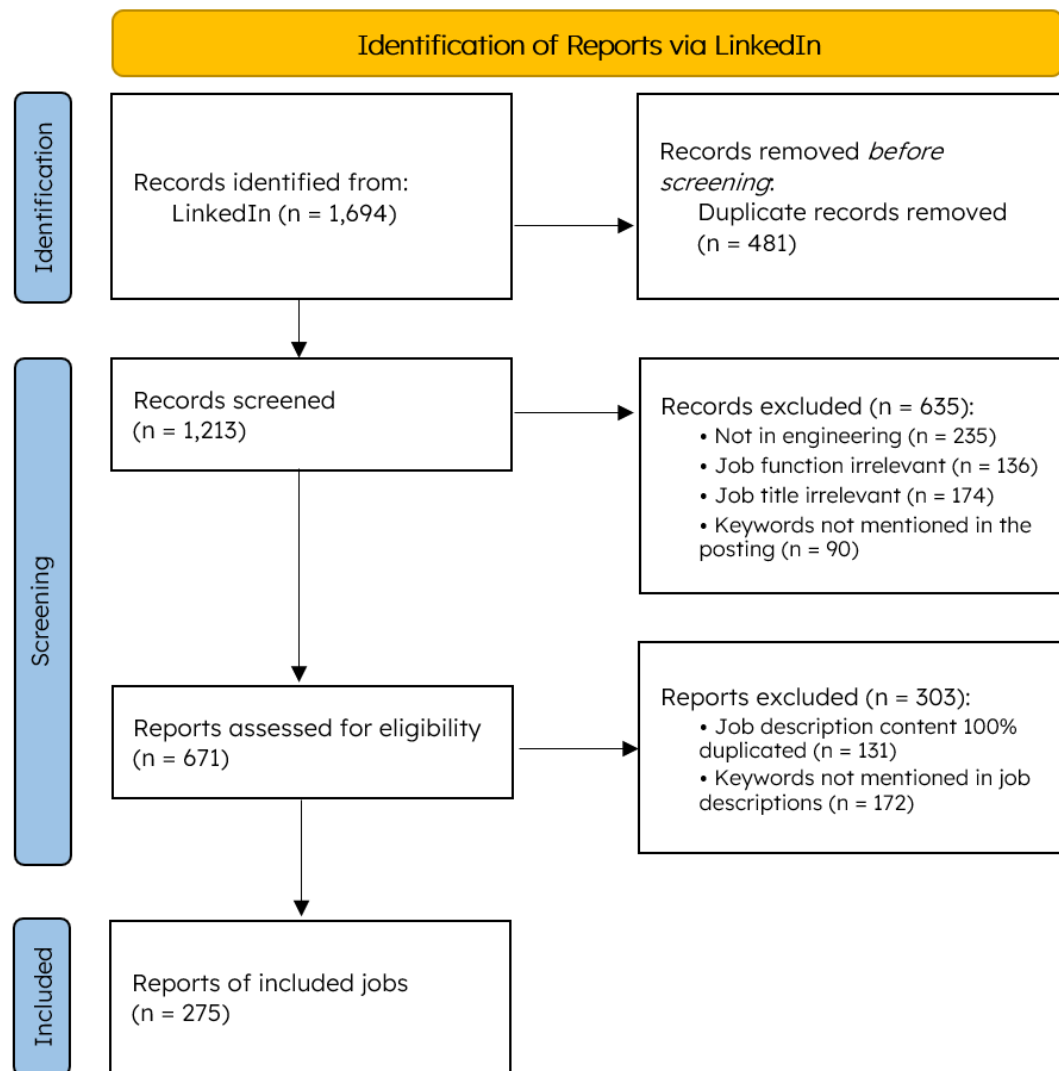 Identification of Reports via LinkedIn
Identification
Records identified from:
LinkedIn (n = 1,694)
Records removed before
screening:
Duplicate records removed
(n = 481)
Screening
Records screened
(n = 1,213)
Records excluded (n = 635):
• Not in engineering (n = 235)
• Job function irrelevant (n = 136)
• Job title irrelevant (n = 174)
• Keywords not mentioned in the
posting (n = 90)
Reports assessed for eligibility
(n = 671)
Reports excluded (n = 303):
• Job description content 100%
duplicated (n = 131)
• Keywords not mentioned in job
descriptions (n = 172)
Included
Reports of included jobs
(n = 275)